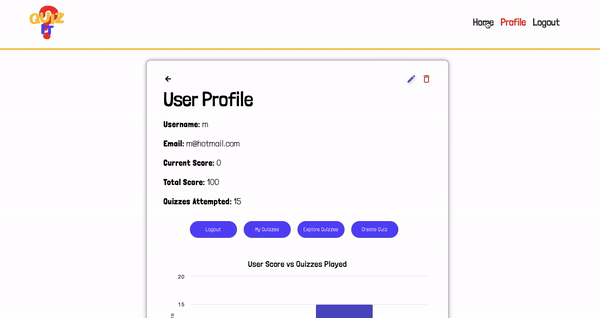 QUIZ
IT
Home Profile Logout
User Profile
Username: m
Email: m@hotmail.com
Current Score: 0
Total Score: 100
Quizzes Attempted: 15
Logout My Quizzes Explore Quizzes Create Quiz
User Score vs Quizzes Played
20
15